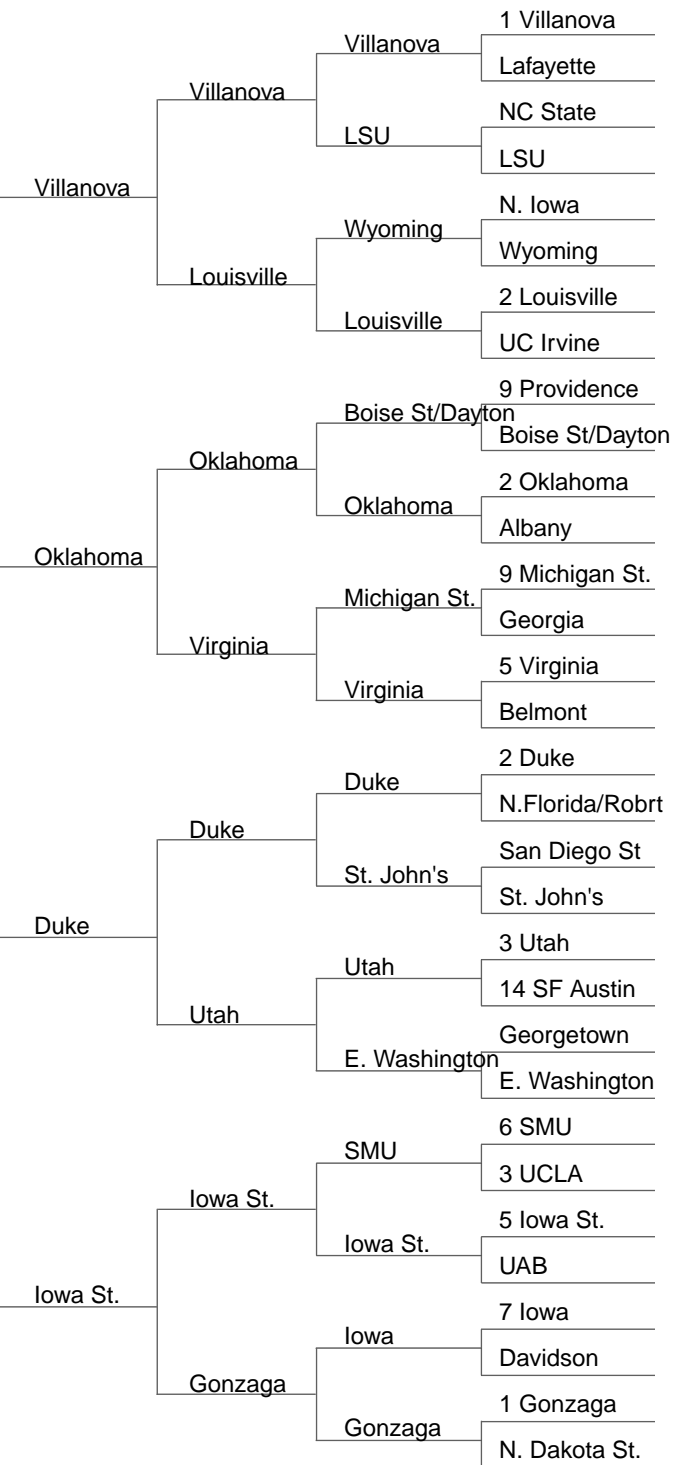 1 Villanova
Villanova
Lafayette
Villanova
NC State
LSU
LSU
Villanova
N. Iowa
Wyoming
Wyoming
Louisville
2 Louisville
Louisville
UC Irvine
9 Providence
Boise St/Dayton
Boise St/Dayton
Oklahoma
2 Oklahoma
Oklahoma
Albany
Oklahoma
9 Michigan St.
Michigan St.
Georgia
Virginia
5 Virginia
Virginia
Belmont
2 Duke
Duke
N.Florida/Robrt
Duke
San Diego St
St. John's
St. John's
Duke
3 Utah
Utah
14 SF Austin
Utah
Georgetown
E. Washington
E. Washington
6 SMU
SMU
3 UCLA
Iowa St.
5 Iowa St.
Iowa St.
UAB
Iowa St.
7 Iowa
Iowa
Davidson
Gonzaga
1 Gonzaga
Gonzaga
N. Dakota St.